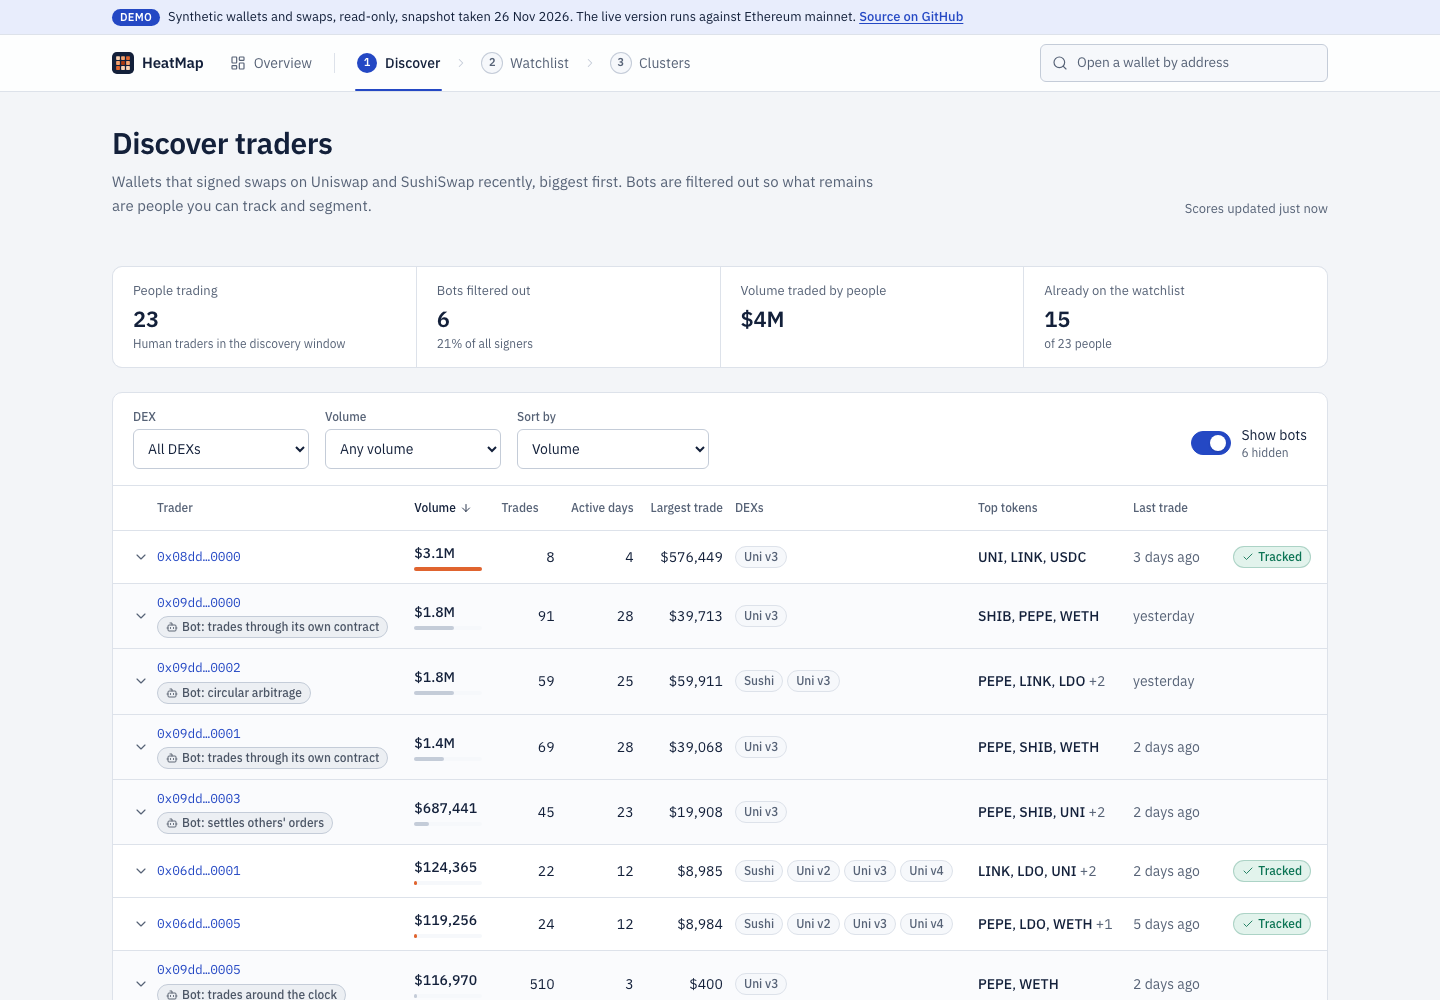 DEMO Synthetic wallets and swaps, read-only, snapshot taken 26 Nov 2026. The live version runs against Ethereum mainnet. Source on GitHub
HeatMap Overview 1 Discover 2 Watchlist 3 Clusters Open a wallet by address
Discover traders
Wallets that signed swaps on Uniswap and SushiSwap recently, biggest first. Bots are filtered out so what remains
are people you can track and segment.
Scores updated just now
People trading Bots filtered out Volume traded by people Already on the watchlist
23 6 $4M 15
Human traders in the discovery window 21% of all signers of 23 people
DEX Volume Sort by
All DEXs Any volume Volume
Show bots
6 hidden
Trader Volume ↓ Trades Active days Largest trade DEXs Top tokens Last trade
0x08dd…0000 $3.1M 8 4 $576,449 Uni v3 UNI, LINK, USDC 3 days ago Tracked
0x09dd…0000 $1.8M 91 28 $39,713 Uni v3 SHIB, PEPE, WETH yesterday
Bot: trades through its own contract
0x09dd…0002 $1.8M 59 25 $59,911 Sushi Uni v3 PEPE, LINK, LDO +2 yesterday
Bot: circular arbitrage
0x09dd…0001 $1.4M 69 28 $39,068 Uni v3 PEPE, SHIB, WETH 2 days ago
Bot: trades through its own contract
0x09dd…0003 $687,441 45 23 $19,908 Uni v3 PEPE, SHIB, UNI +2 2 days ago
Bot: settles others' orders
0x06dd…0001 $124,365 22 12 $8,985 Sushi Uni v2 Uni v3 Uni v4 LINK, LDO, UNI +2 2 days ago Tracked
0x06dd…0005 $119,256 24 12 $8,984 Sushi Uni v2 Uni v3 Uni v4 PEPE, LDO, WETH +1 5 days ago Tracked
0x09dd…0005 $116,970 510 3 $400 Uni v3 PEPE, WETH 2 days ago
Bot: trades around the clock